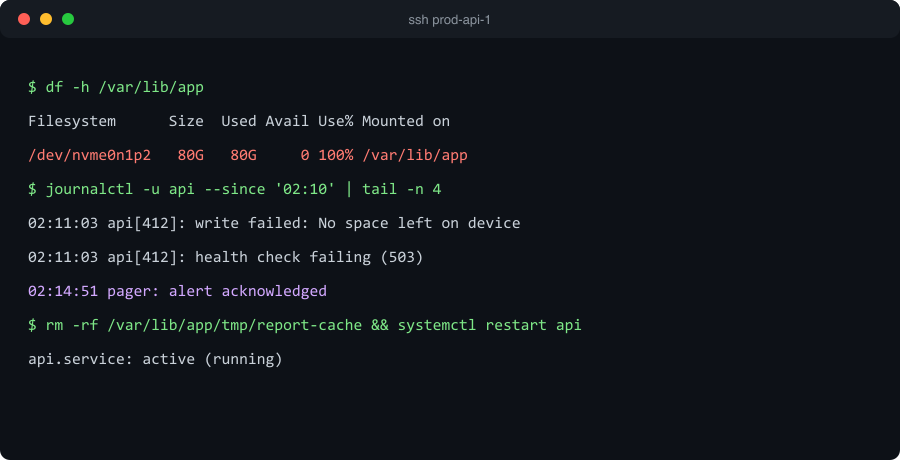 ssh prod-api-1
$ df -h /var/lib/app
Filesystem      Size  Used Avail Use% Mounted on
/dev/nvme0n1p2   80G   80G     0 100% /var/lib/app
$ journalctl -u api --since '02:10' | tail -n 4
02:11:03 api[412]: write failed: No space left on device
02:11:03 api[412]: health check failing (503)
02:14:51 pager: alert acknowledged
$ rm -rf /var/lib/app/tmp/report-cache && systemctl restart api
api.service: active (running)